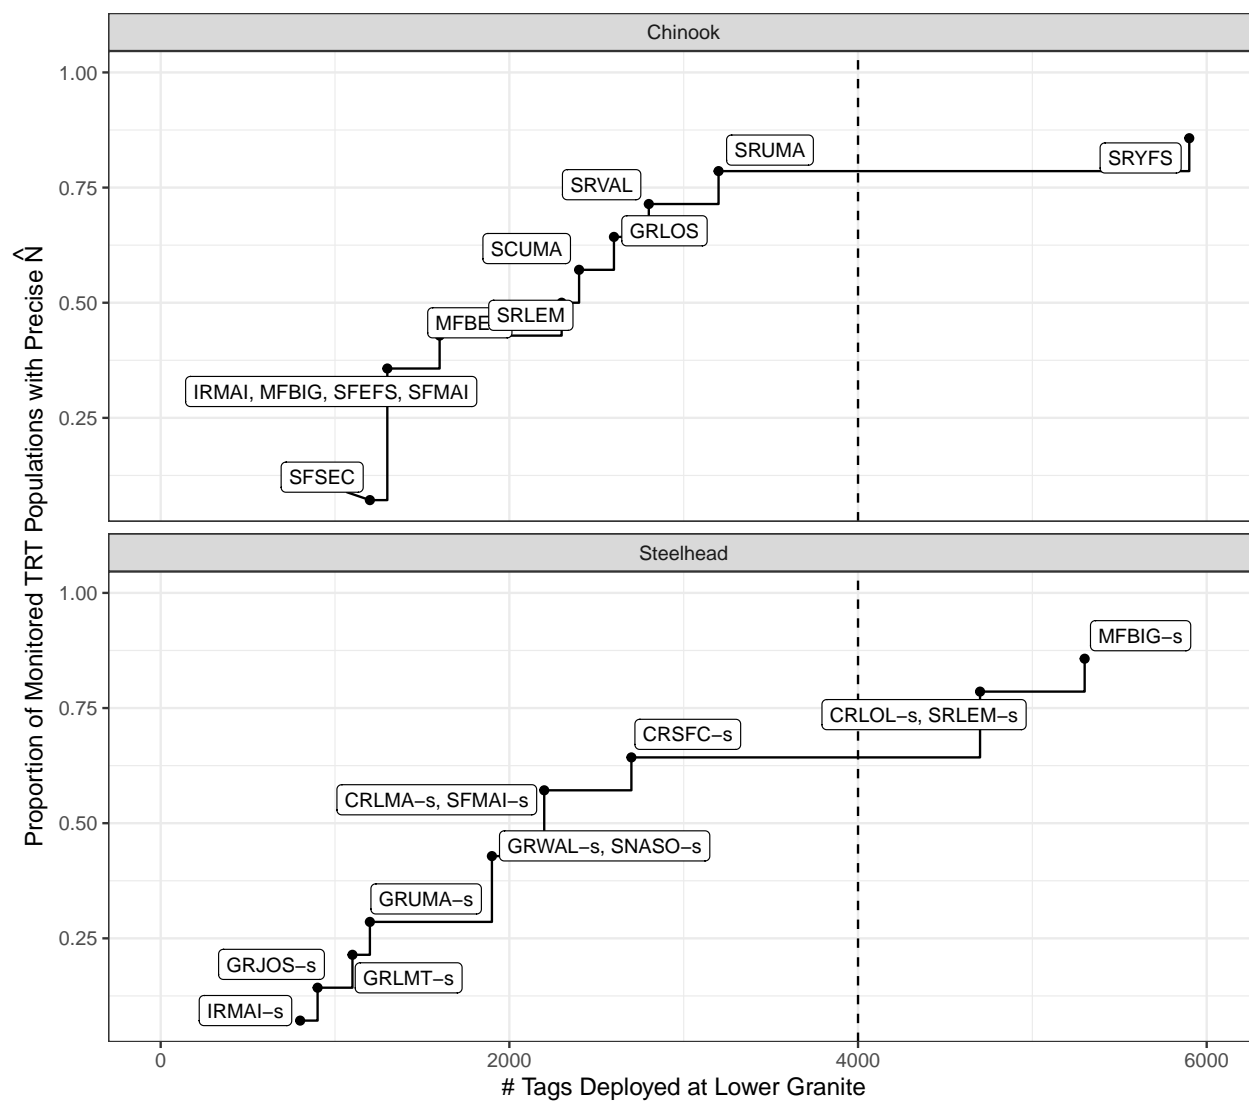 Chinook
1.00
0.75
0.50
0.25
SRUMA
SRYFS
SRVAL
GRLOS
SCUMA
SRLEM
IRMAI, MFBIG, SFEFS, SFMAI
SFSEC
Proportion of Monitored TRT Populations with Precise N̂
Steelhead
1.00
0.75
0.50
0.25
MFBIG−s
CRLOL−s, SRLEM−s
CRSFC−s
CRLMA−s, SFMAI−s
GRWAL−s, SNASO−s
GRUMA−s
GRJOS−s
GRLMT−s
IRMAI−s
0 2000 4000 6000
# Tags Deployed at Lower Granite